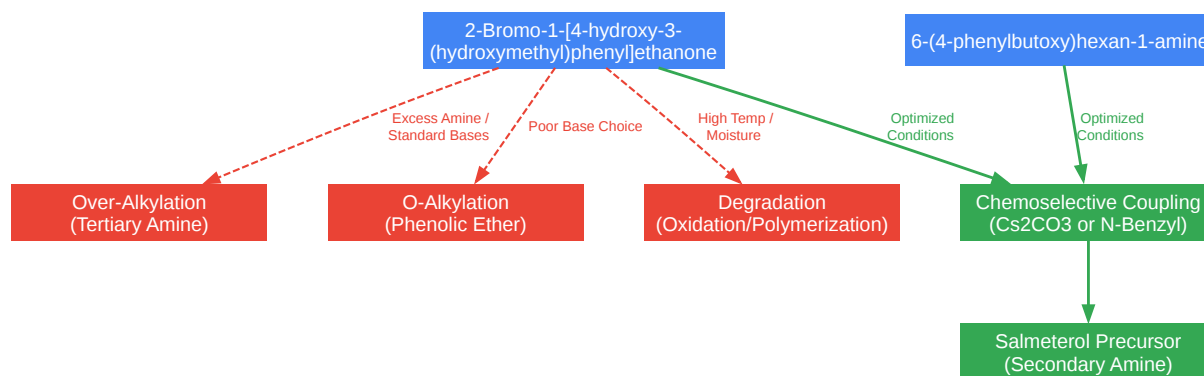 2-Bromo-1-[4-hydroxy-3-
(hydroxymethyl)phenyl]ethanone
6-(4-phenylbutoxy)hexan-1-amine
Excess Amine /
Standard Bases
Poor Base Choice
High Temp /
Moisture
Optimized
Conditions
Optimized
Conditions
Over-Alkylation
(Tertiary Amine)
O-Alkylation
(Phenolic Ether)
Degradation
(Oxidation/Polymerization)
Chemoselective Coupling
(Cs2CO3 or N-Benzyl)
Salmeterol Precursor
(Secondary Amine)